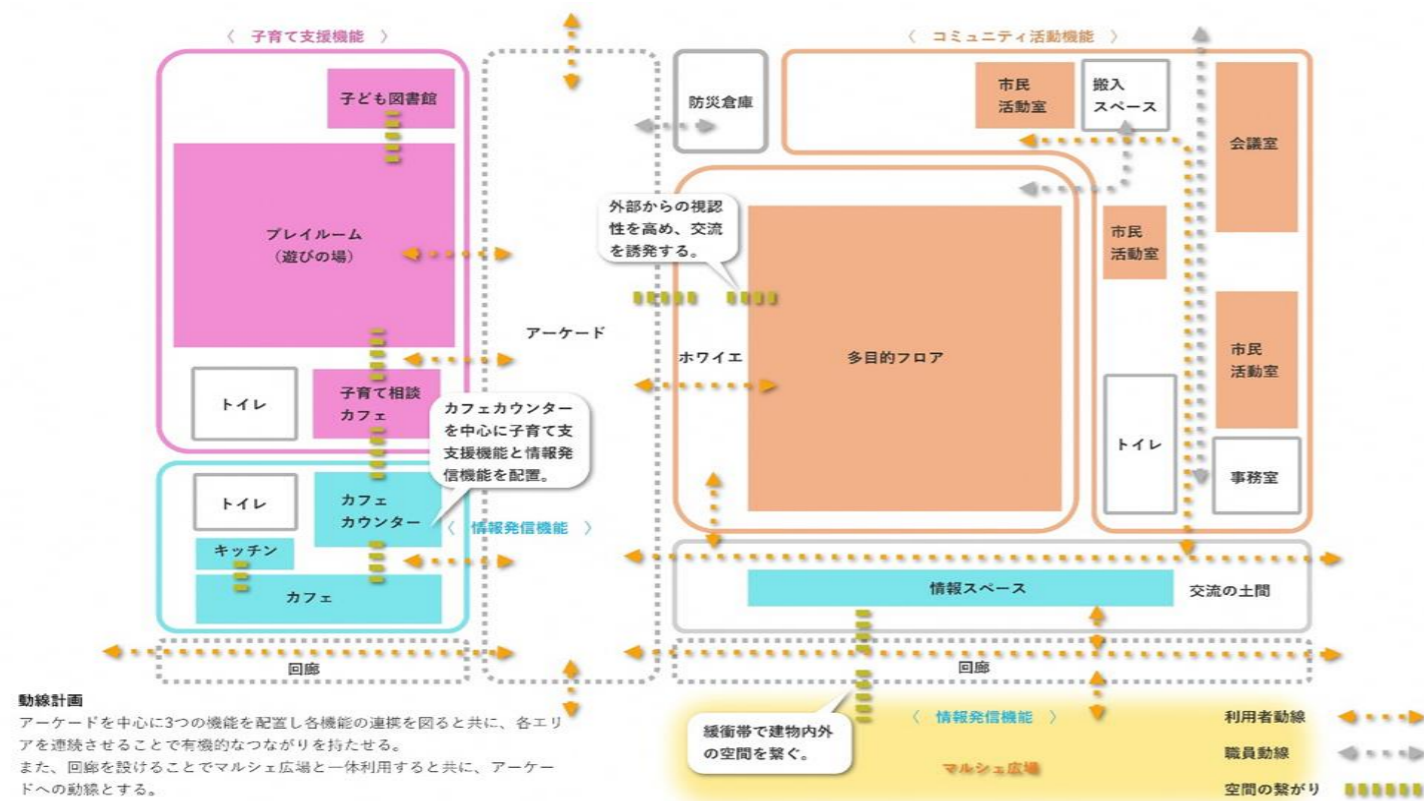 〈 子育て支援機能 〉
子ども図書館
プレイルーム
(遊びの場)
トイレ
子育て相談
カフェ
カフェカウンター
を中心に子育て支
支援機能と情報発
信機能を配置。
トイレ
カフェ
カウンター
〈 情報発信機能 〉
キッチン
カフェ
回廊
アーケード
〈 コミュニティ活動機能 〉
防災倉庫
市民
活動室
搬入
スペース
会議室
外部からの視認
性を高め、交流
を誘発する。
市民
活動室
ホワイエ
多目的フロア
市民
活動室
トイレ
事務室
情報スペース
交流の土間
回廊
緩衝帯で建物内外
の空間を繋ぐ。
〈 情報発信機能 〉
マルシェ広場
利用者動線
職員動線
空間の繋がり
動線計画
アーケードを中心に3つの機能を配置し各機能の連携を図ると共に、各エリ
アを連続させることで有機的なつながりを持たせる。
また、回廊を設けることでマルシェ広場と一体利用すると共に、アーケー
ドへの動線とする。